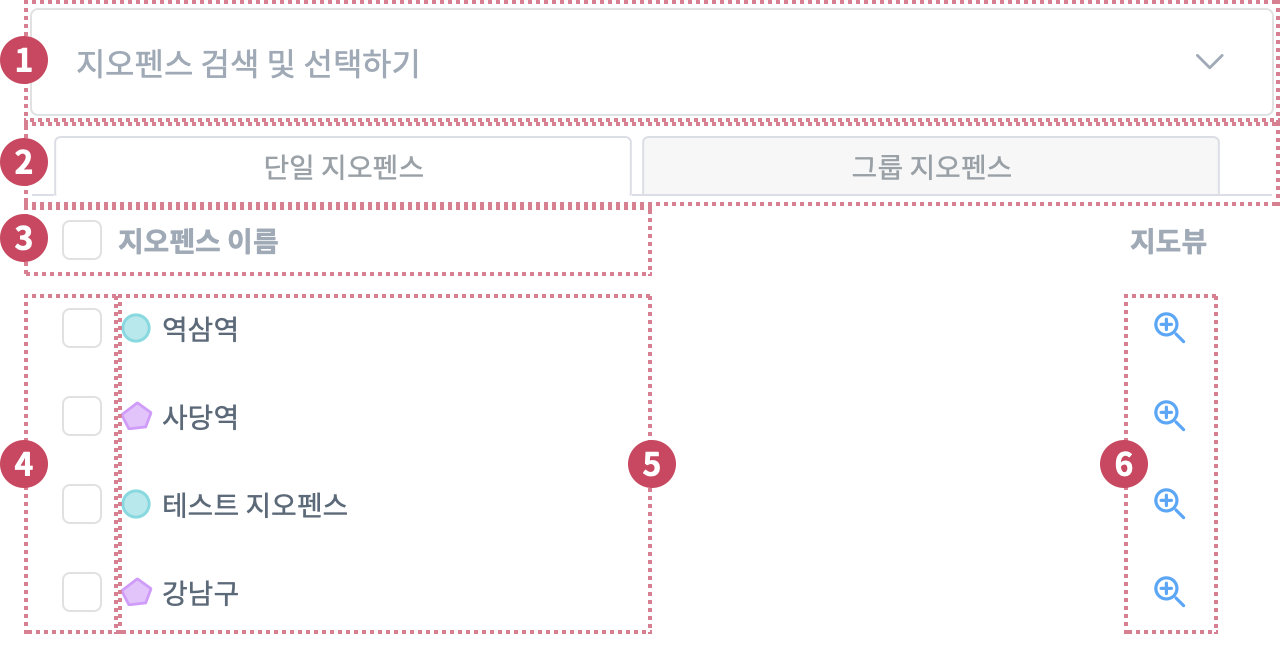 1 지오펜스 검색 및 선택하기
2 단일 지오펜스 그룹 지오펜스
3 지오펜스 이름 지도뷰
역삼역
사당역
4 5 6
테스트 지오펜스
강남구